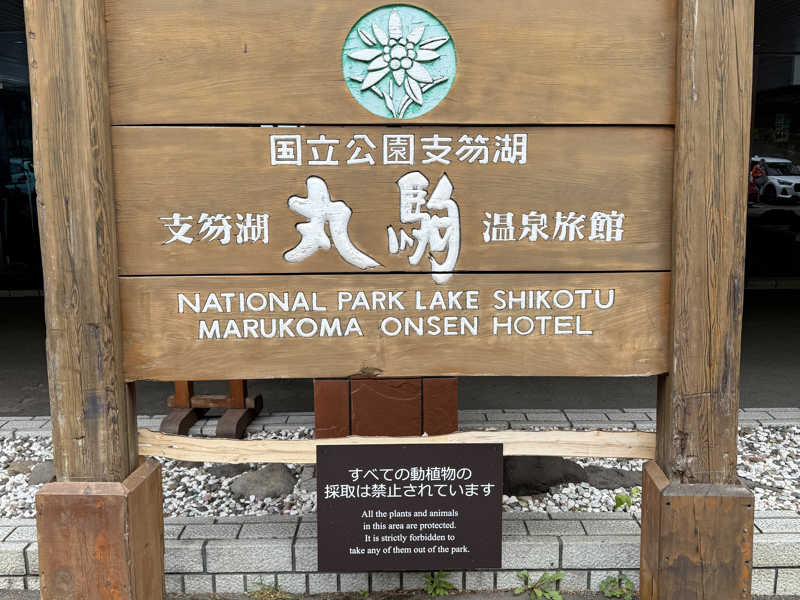 国立公園支笏湖
支笏湖 丸駒 温泉旅館
NATIONAL PARK LAKE SHIKOTU
MARUKOMA ONSEN HOTEL
すべての動植物の
採取は禁止されています
All the plants and animals
in this area are protected.
It is strictly forbidden to
take any of them out of the park.